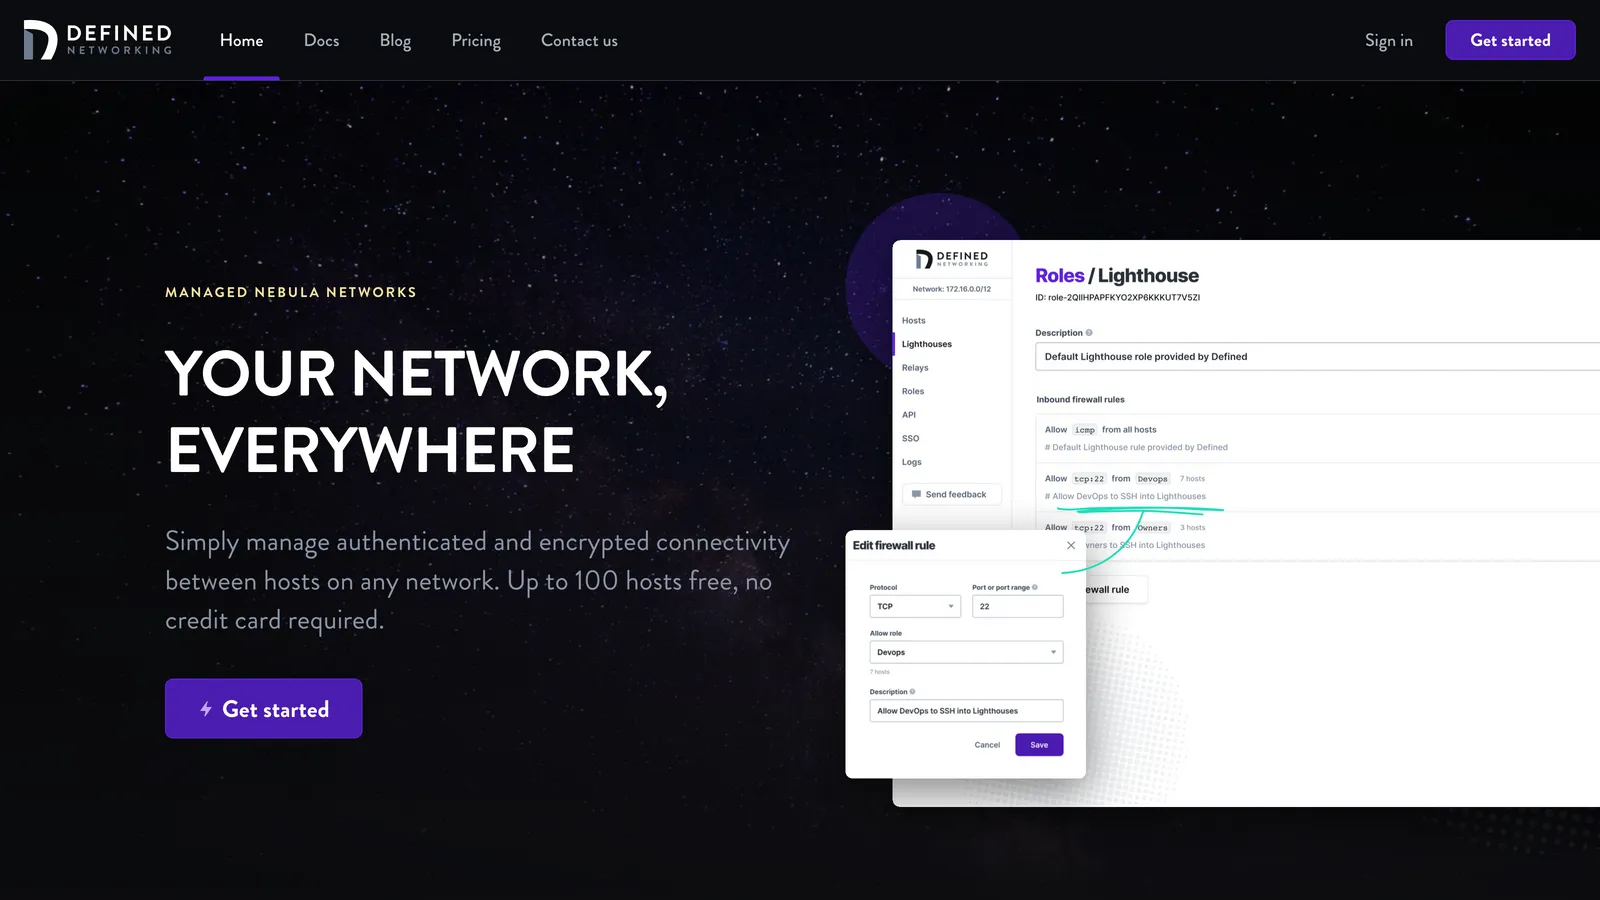 DEFINED
NETWORKING
Home
Docs
Blog
Pricing
Contact us
Sign in
Get started
MANAGED NEBULA NETWORKS
YOUR NETWORK,
EVERYWHERE
Simply manage authenticated and encrypted connectivity
between hosts on any network. Up to 100 hosts free, no
credit card required.
Get started
DEFINED
NETWORKING
Network: 172.16.0.0/12
Hosts
Lighthouses
Relays
Roles
API
SSO
Logs
Send feedback
Roles / Lighthouse
ID: role-2QIIHPAPFKYO2XP6KKKUT7V5ZI
Description
Default Lighthouse role provided by Defined
Inbound firewall rules
Allow icmp from all hosts
# Default Lighthouse rule provided by Defined
Allow tcp:22 from Devops 7 hosts
# Allow DevOps to SSH into Lighthouses
Allow tcp:22 from Owners 3 hosts
wners to SSH into Lighthouses
ewall rule
Edit firewall rule
Protocol
Port or port range
TCP
22
Allow role
Devops
7 hosts
Description
Allow DevOps to SSH into Lighthouses
Cancel
Save